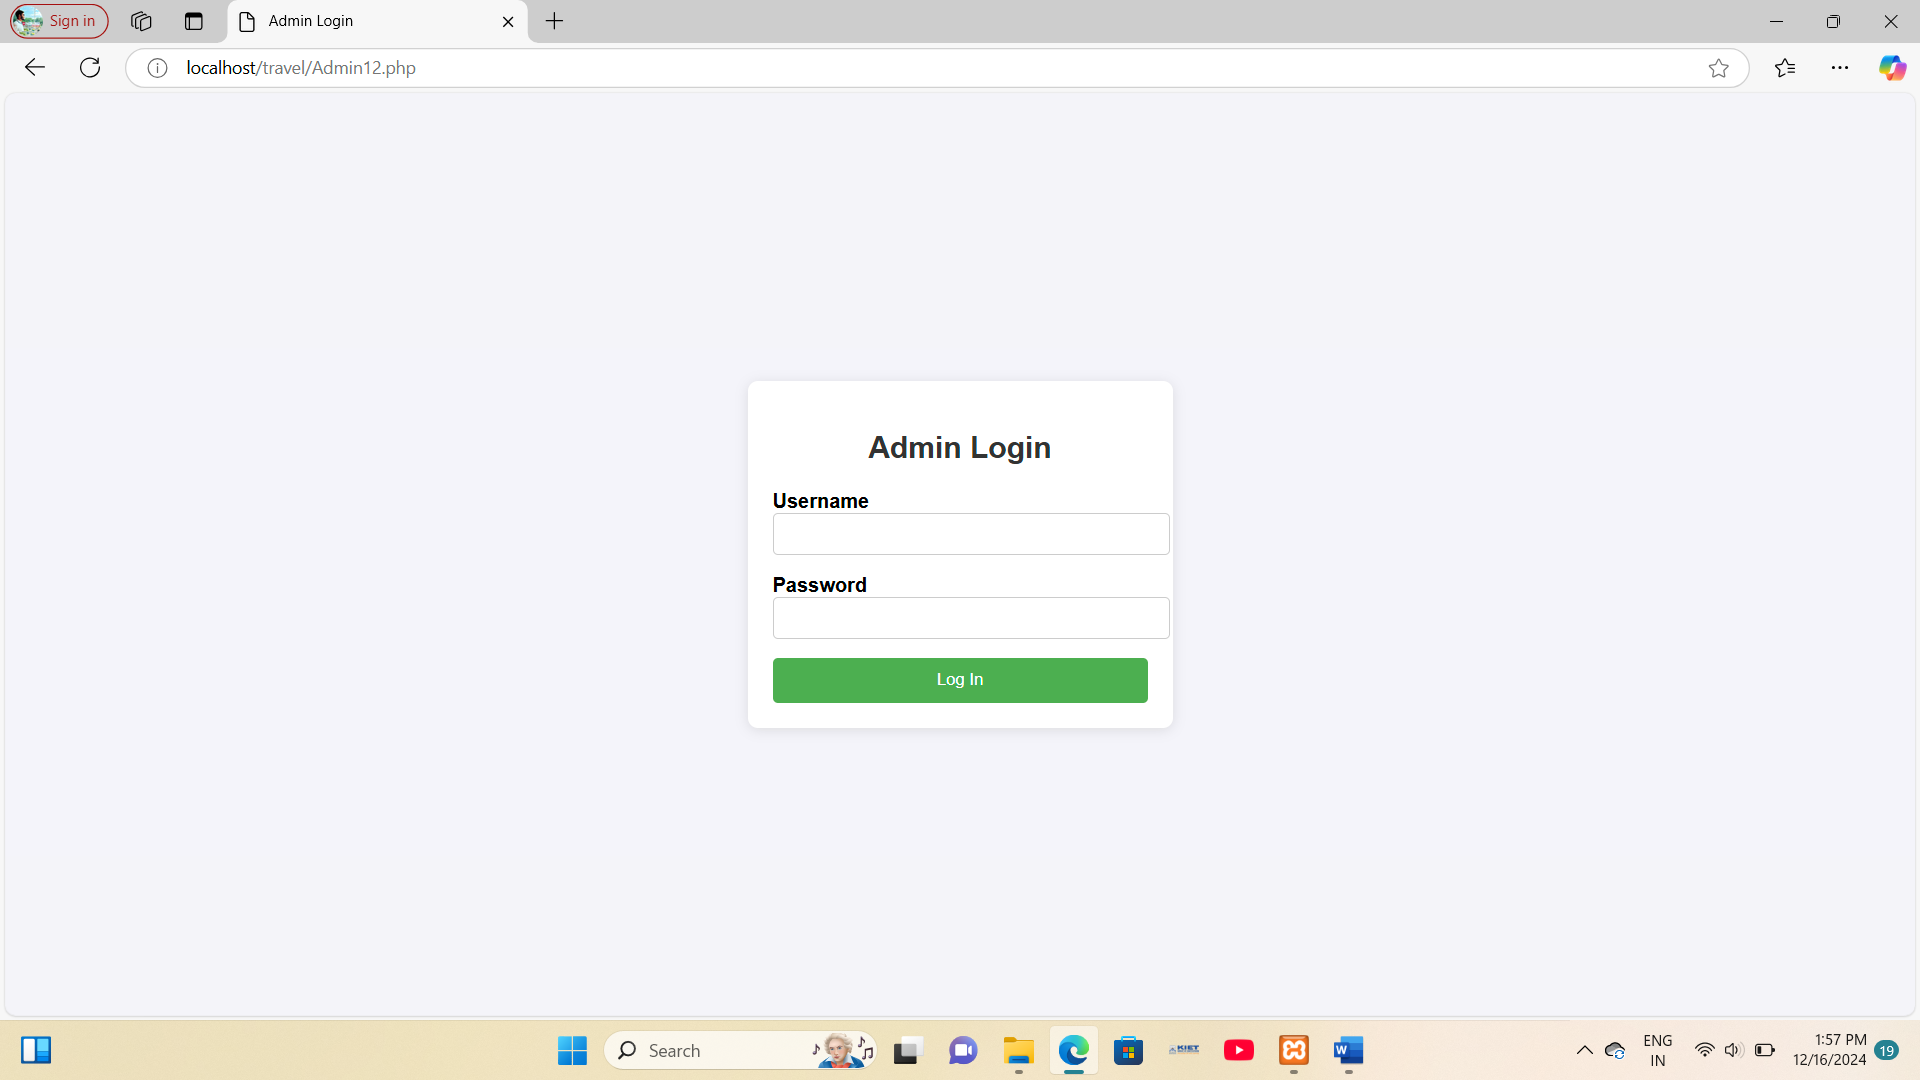 Sign in
Admin Login
localhost/travel/Admin12.php
Admin Login
Username
Password
Log In
Search
KIET
W
ENG
IN
1:57 PM
12/16/2024
19